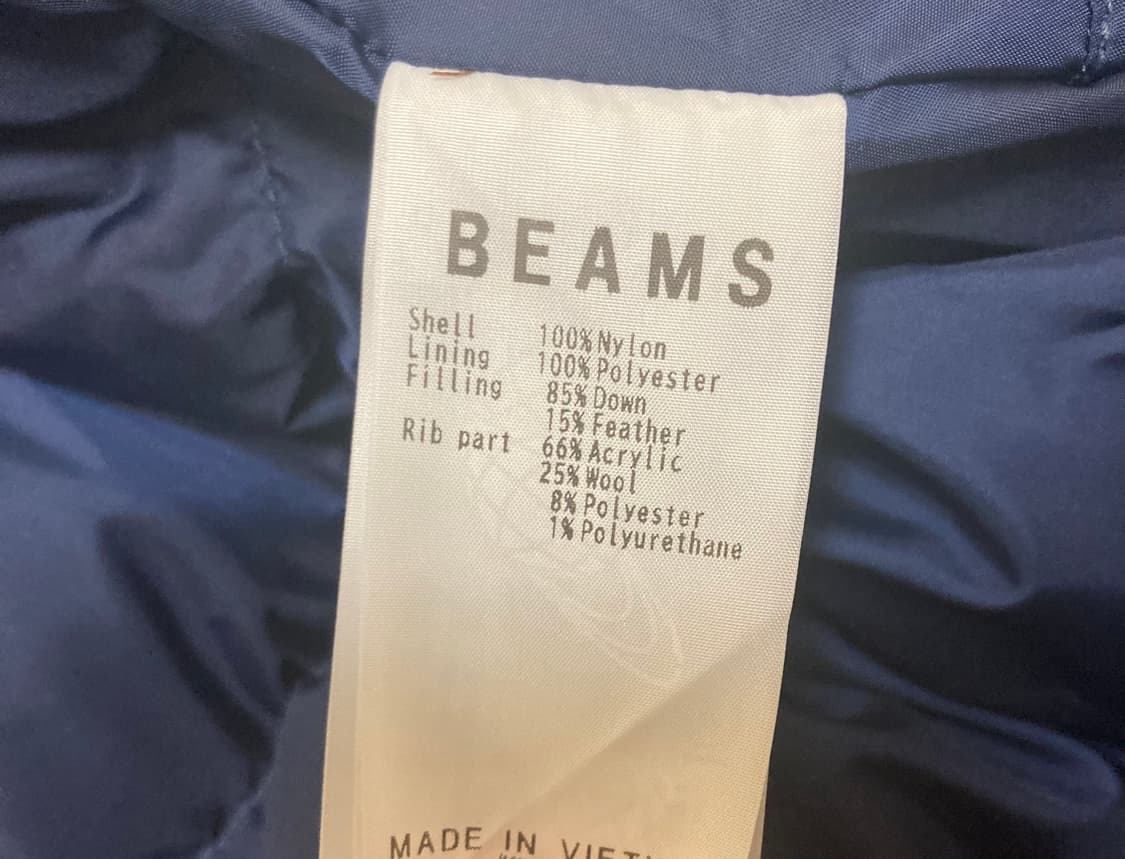 BEAMS
Shell 100% Nylon
Lining 100% Polyester
Filling 85% Down
15% Feather
Rib part 66% Acrylic
25% Wool
8% Polyester
1% Polyurethane
MADE IN